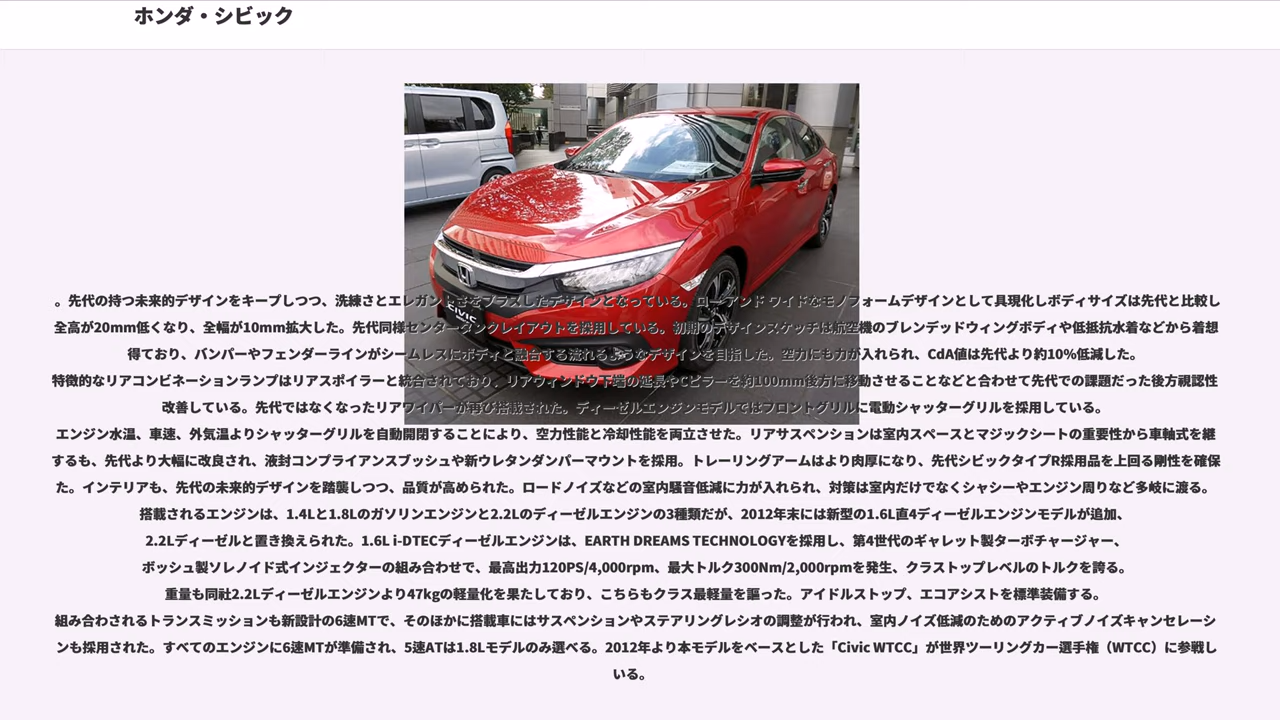 ホンダ・シビック
CIVIC
。先代の持つ未来的デザインをキープしつつ、洗練さとエレガントさをプラスしたデザインとなっている。ローアンド ワイドなモノフォームデザインとして具現化しボディサイズは先代と比較し
全高が20mm低くなり、全幅が10mm拡大した。先代同様センタータンクレイアウトを採用している。初期のデザインスケッチは航空機のブレンデッドウィングボディや低抵抗水着などから着想
得ており、バンパーやフェンダーラインがシームレスにボディと融合する流れるようなデザインを目指した。空力にも力が入れられ、CdA値は先代より約10%低減した。
特徴的なリアコンビネーションランプはリアスポイラーと統合されており、リアウィンドウ下端の延長やCピラーを約100mm後方に移動させることなどと合わせて先代での課題だった後方視認性
改善している。先代ではなくなったリアワイパーが再び搭載された。ディーゼルエンジンモデルではフロントグリルに電動シャッターグリルを採用している。
エンジン水温、車速、外気温よりシャッターグリルを自動開閉することにより、空力性能と冷却性能を両立させた。リアサスペンションは室内スペースとマジックシートの重要性から車軸式を継
するも、先代より大幅に改良され、液封コンプライアンスブッシュや新ウレタンダンパーマウントを採用。トレーリングアームはより肉厚になり、先代シビックタイプR採用品を上回る剛性を確保
た。インテリアも、先代の未来的デザインを踏襲しつつ、品質が高められた。ロードノイズなどの室内騒音低減に力が入れられ、対策は室内だけでなくシャシーやエンジン周りなど多岐に渡る。
搭載されるエンジンは、1.4Lと1.8Lのガソリンエンジンと2.2Lのディーゼルエンジンの3種類だが、2012年末には新型の1.6L直4ディーゼルエンジンモデルが追加、
2.2Lディーゼルと置き換えられた。1.6L i-DTECディーゼルエンジンは、EARTH DREAMS TECHNOLOGYを採用し、第4世代のギャレット製ターボチャージャー、
ボッシュ製ソレノイド式インジェクターの組み合わせで、最高出力120PS/4,000rpm、最大トルク300Nm/2,000rpmを発生、クラストップレベルのトルクを誇る。
重量も同社2.2Lディーゼルエンジンより47kgの軽量化を果たしており、こちらもクラス最軽量を謳った。アイドルストップ、エコアシストを標準装備する。
組み合わされるトランスミッションも新設計の6速MTで、そのほかに搭載車にはサスペンションやステアリングレシオの調整が行われ、室内ノイズ低減のためのアクティブノイズキャンセレーシ
ンも採用された。すべてのエンジンに6速MTが準備され、5速ATは1.8Lモデルのみ選べる。2012年より本モデルをベースとした「Civic WTCC」が世界ツーリングカー選手権（WTCC）に参戦し
いる。